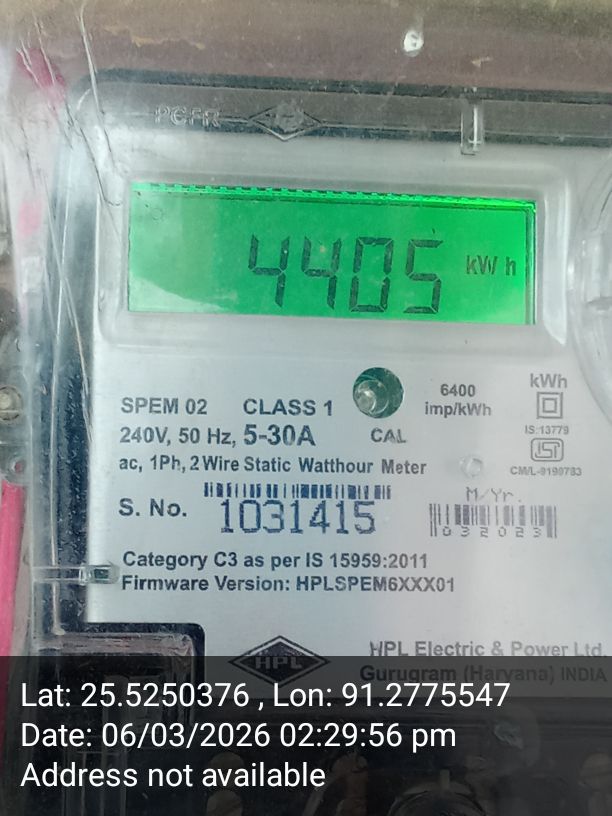 4405 kWh
SPEM 02 CLASS 1
6400
imp/kWh
kWh
240V, 50 Hz, 5-30A
CAL
IS:13779
ac, 1Ph, 2 Wire Static Watthour Meter
CM/L-9199783
M/Yr.
S. No. 1031415
032023
Category C3 as per IS 15959:2011
Firmware Version: HPLSPEM6XXX01
HPL
HPL Electric & Power Ltd.
Gurugram (Haryana) INDIA
Lat: 25.5250376 , Lon: 91.2775547
Date: 06/03/2026 02:29:56 pm
Address not available